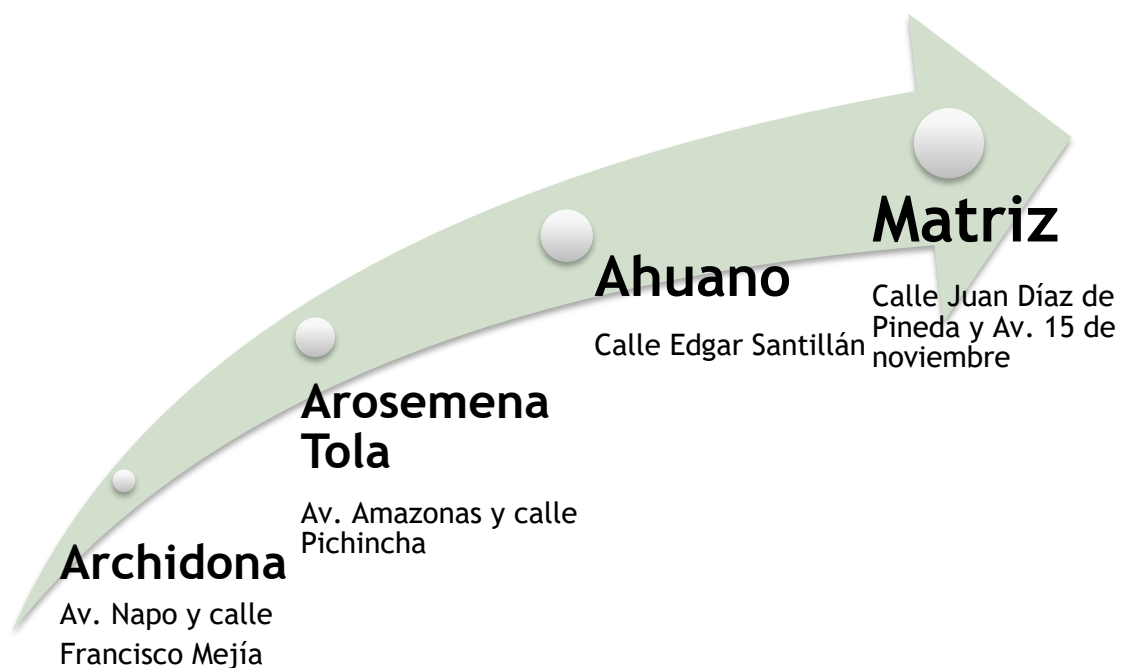 Archidona
Av. Napo y calle
Francisco Mejía
Arosemena
Tola
Av. Amazonas y calle
Pichincha
Ahuano
Calle Edgar Santillán
Matriz
Calle Juan Díaz de
Pineda y Av. 15 de
noviembre